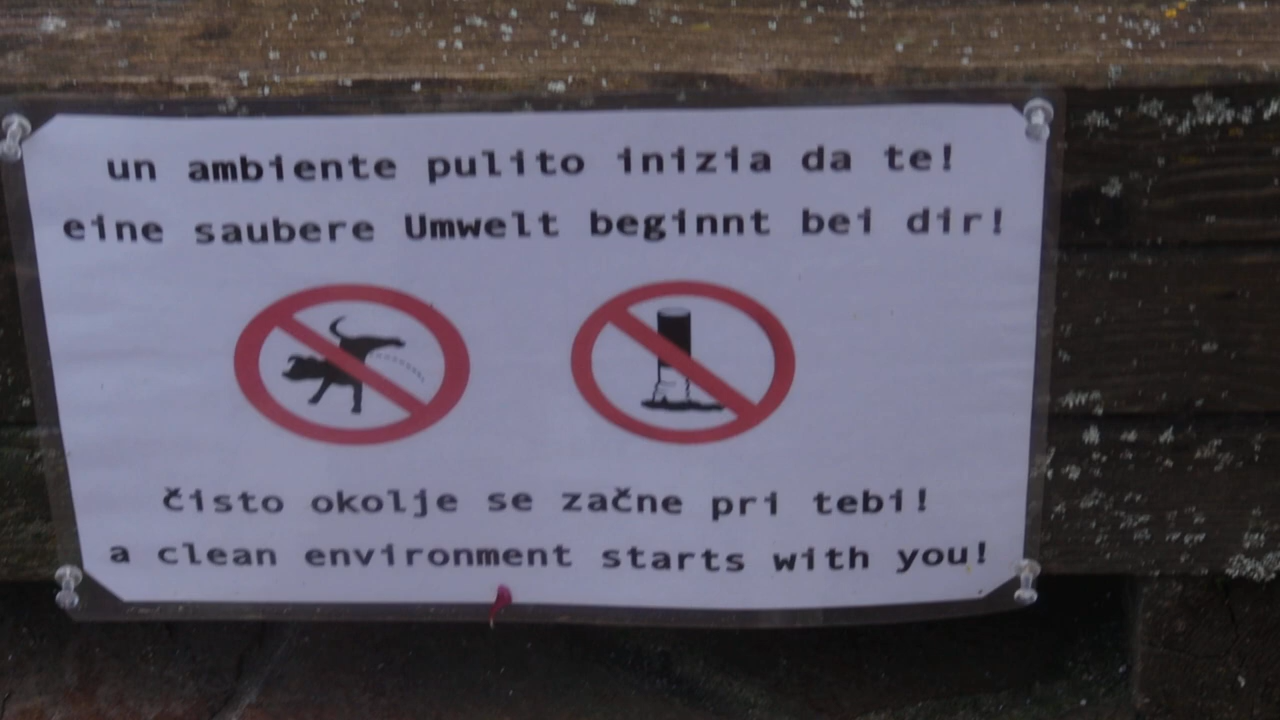 un ambiente pulito inizia da te!
eine saubere Umwelt beginnt bei dir!
čisto okolje se začne pri tebi!
a clean environment starts with you!